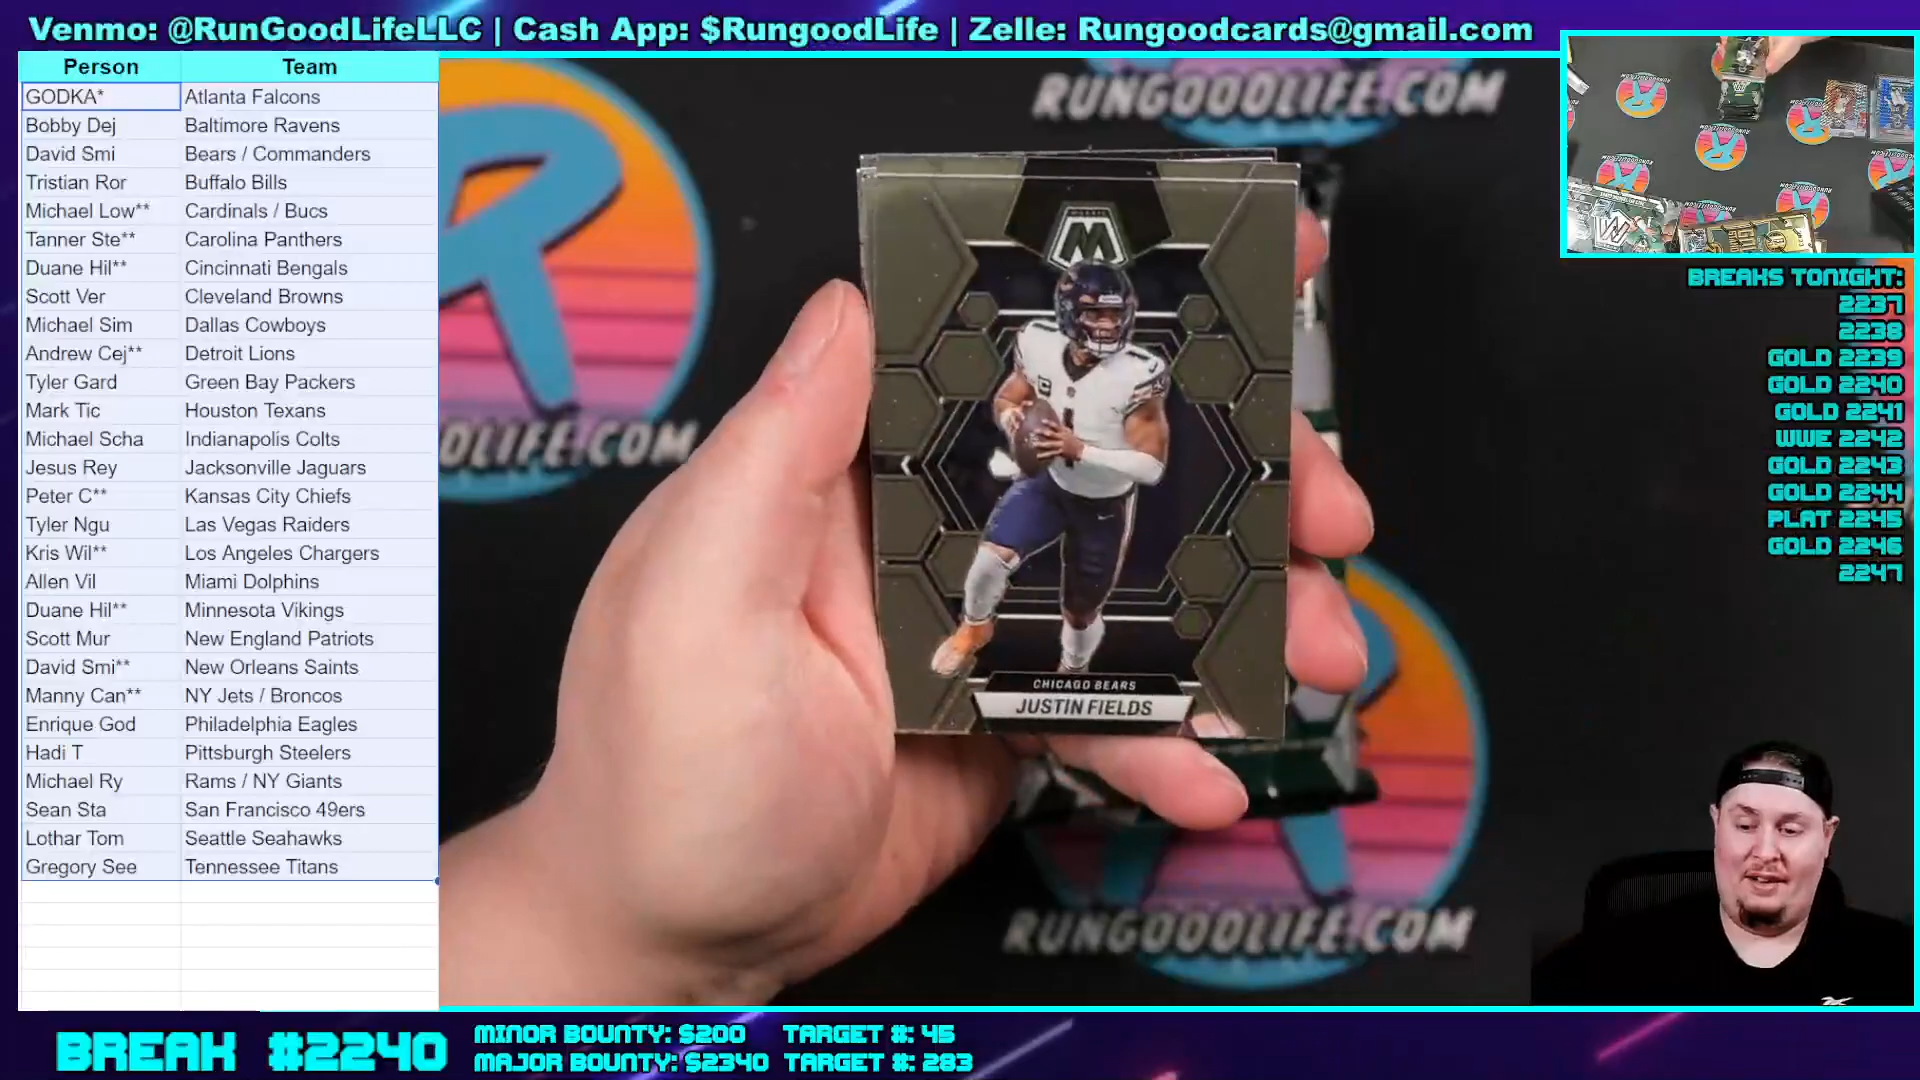 Venmo: @RunGoodLifeLLC | Cash App: $RungoodLife | Zelle: Rungoodcards@gmail.com
Person Team
GODKA* Atlanta Falcons
Bobby Dej Baltimore Ravens
David Smi Bears / Commanders
Tristian Ror Buffalo Bills
Michael Low** Cardinals / Bucs
Tanner Ste** Carolina Panthers
Duane Hil** Cincinnati Bengals
Scott Ver Cleveland Browns
Michael Sim Dallas Cowboys
Andrew Cej** Detroit Lions
Tyler Gard Green Bay Packers
Mark Tic Houston Texans
Michael Scha Indianapolis Colts
Jesus Rey Jacksonville Jaguars
Peter C** Kansas City Chiefs
Tyler Ngu Las Vegas Raiders
Kris Wil** Los Angeles Chargers
Allen Vil Miami Dolphins
Duane Hil** Minnesota Vikings
Scott Mur New England Patriots
David Smi** New Orleans Saints
Manny Can** NY Jets / Broncos
Enrique God Philadelphia Eagles
Hadi T Pittsburgh Steelers
Michael Ry Rams / NY Giants
Sean Sta San Francisco 49ers
Lothar Tom Seattle Seahawks
Gregory See Tennessee Titans
RUNGOODLIFE.COM
R
OLIFE.COM
M
CHICAGO BEARS
JUSTIN FIELDS
RUNGOODLIFE.COM
BREAKS TONIGHT:
2237
2238
GOLD 2239
GOLD 2240
GOLD 2241
WWE 2242
GOLD 2243
GOLD 2244
PLAT 2245
GOLD 2246
2247
BREAK #2240
MINOR BOUNTY: $200 TARGET #: 45
MAJOR BOUNTY: $2340 TARGET #: 283